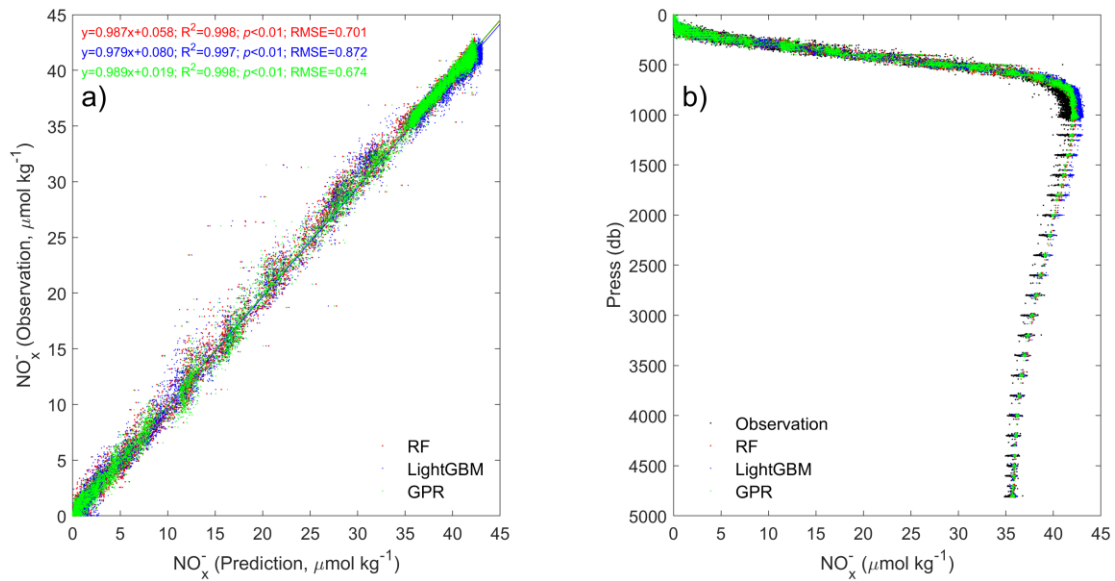 y=0.987x+0.058; R²=0.998; p<0.01; RMSE=0.701
y=0.979x+0.080; R²=0.997; p<0.01; RMSE=0.872
y=0.989x+0.019; R²=0.998; p<0.01; RMSE=0.674
a)
45
40
35
30
25
20
15
10
5
0
NOₓ⁻ (Observation, μmol kg⁻¹)
RF
LightGBM
GPR
0 5 10 15 20 25 30 35 40 45
NOₓ⁻ (Prediction, μmol kg⁻¹)
b)
0
500
1000
1500
2000
2500
3000
3500
4000
4500
5000
Press (db)
Observation
RF
LightGBM
GPR
0 5 10 15 20 25 30 35 40 45
NOₓ⁻ (μmol kg⁻¹)